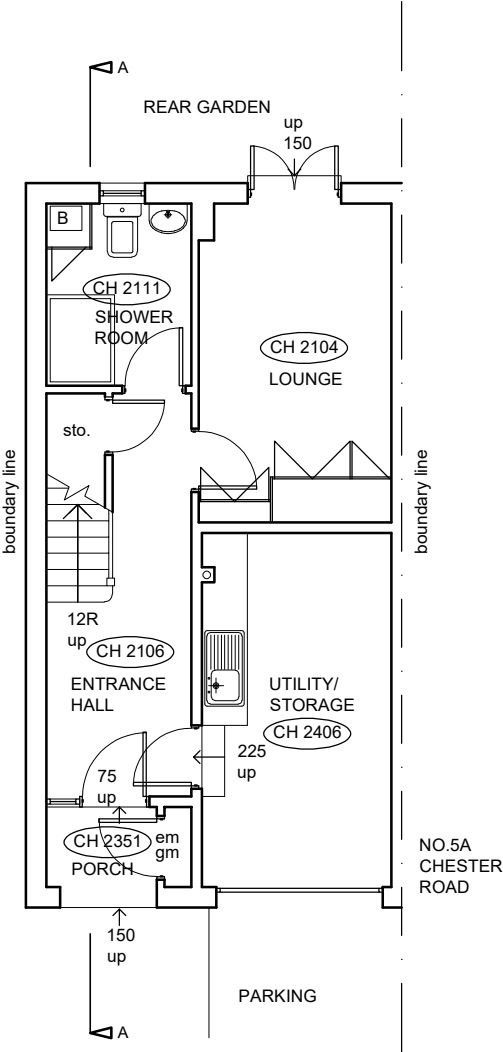 A
REAR GARDEN
up
150
B
CH 2111
SHOWER
ROOM
CH 2104
LOUNGE
sto.
boundary line
boundary line
12R
up
CH 2106
ENTRANCE
HALL
UTILITY/
STORAGE
CH 2406
225
up
75
up
CH 2351
PORCH
em
gm
NO.5A
CHESTER
ROAD
150
up
PARKING
A